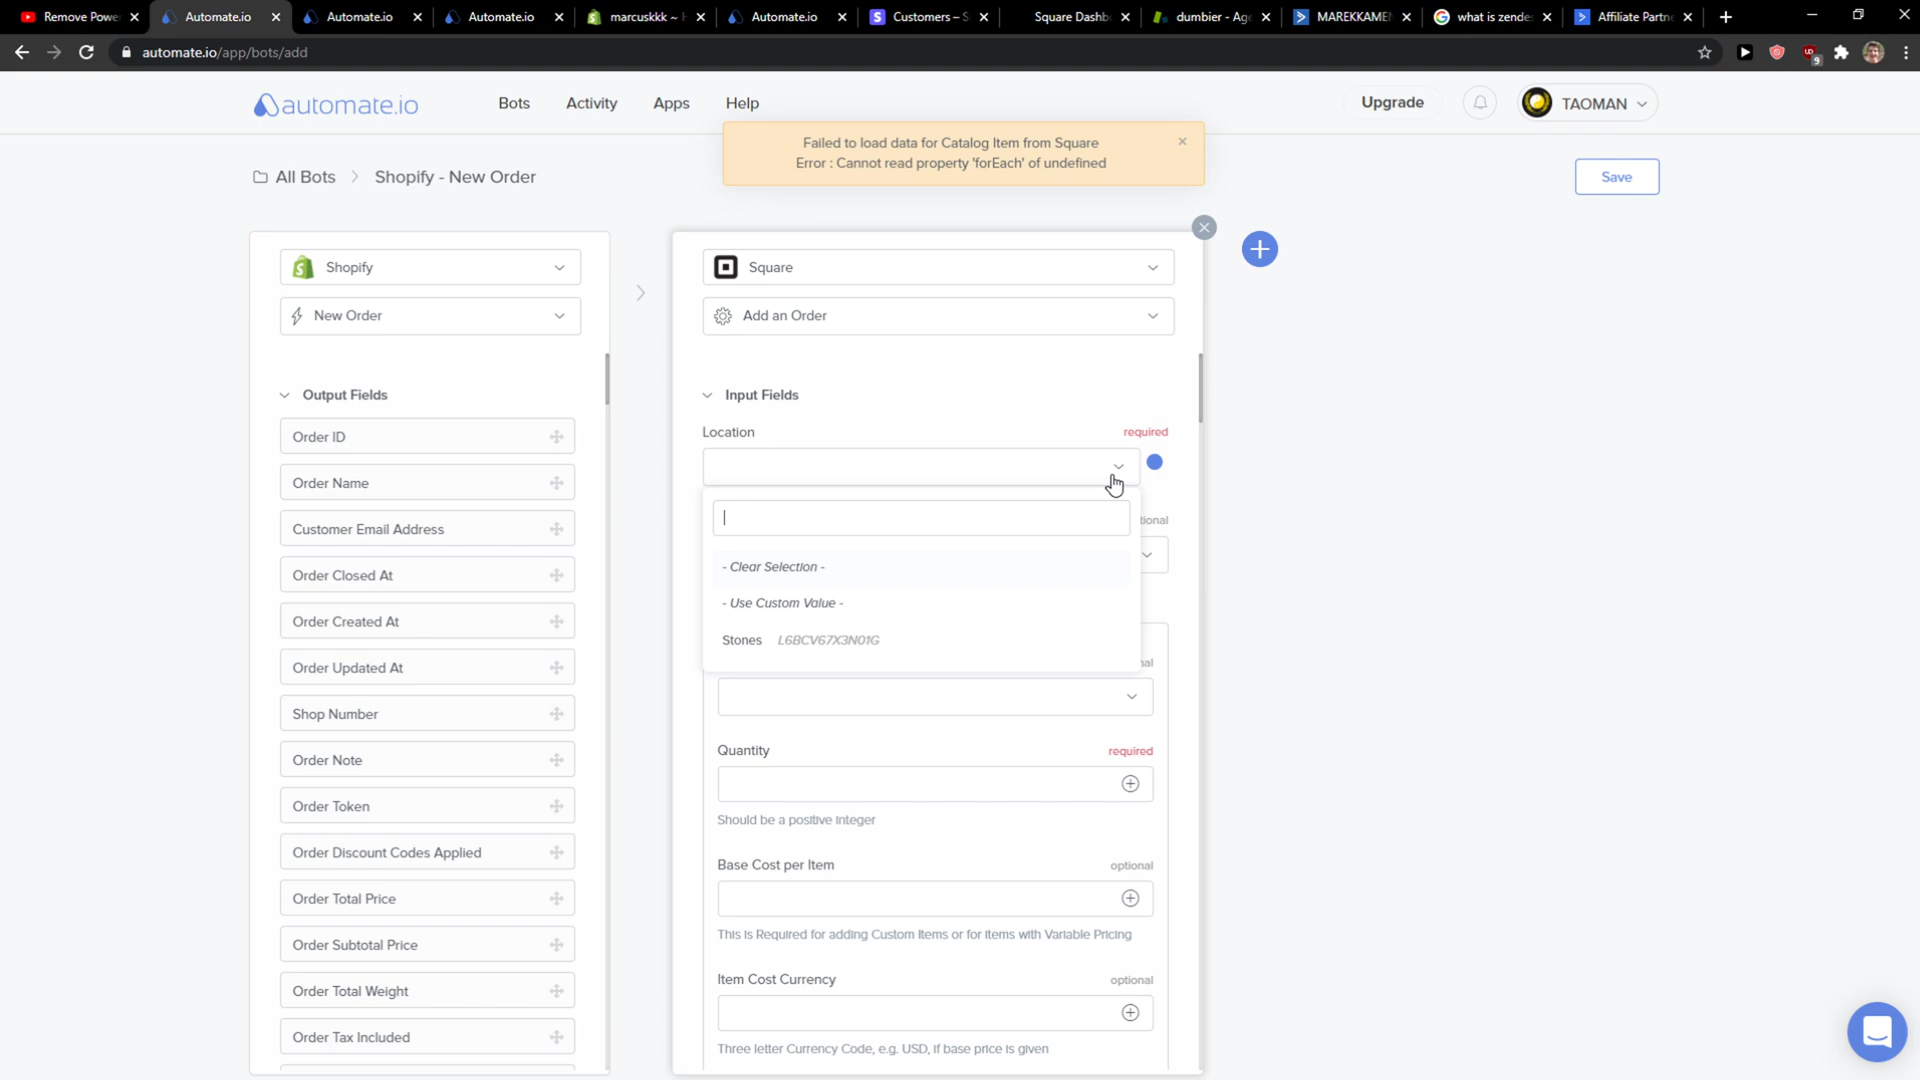 Remove Power
Automate.io
Automate.io
Automate.io
marcuskkk ~
Automate.io
Customers – S
Square Dashb
dumbier - Age
MAREKKAMEN
what is zende
Affiliate Partn
automate.io/app/bots/add
9
automate.io
Bots
Activity
Apps
Help
Upgrade
TAOMAN
Failed to load data for Catalog Item from Square
Error : Cannot read property 'forEach' of undefined
All Bots
Shopify - New Order
Save
Shopify
New Order
Output Fields
Order ID
Order Name
Customer Email Address
Order Closed At
Order Created At
Order Updated At
Shop Number
Order Note
Order Token
Order Discount Codes Applied
Order Total Price
Order Subtotal Price
Order Total Weight
Order Tax Included
Square
Add an Order
Input Fields
Location required
- Clear Selection -
- Use Custom Value -
Stones L6BCV67X3N01G
Quantity required
Should be a positive integer
Base Cost per Item optional
This is Required for adding Custom Items or for items with Variable Pricing
Item Cost Currency optional
Three letter Currency Code, e.g. USD, if base price is given